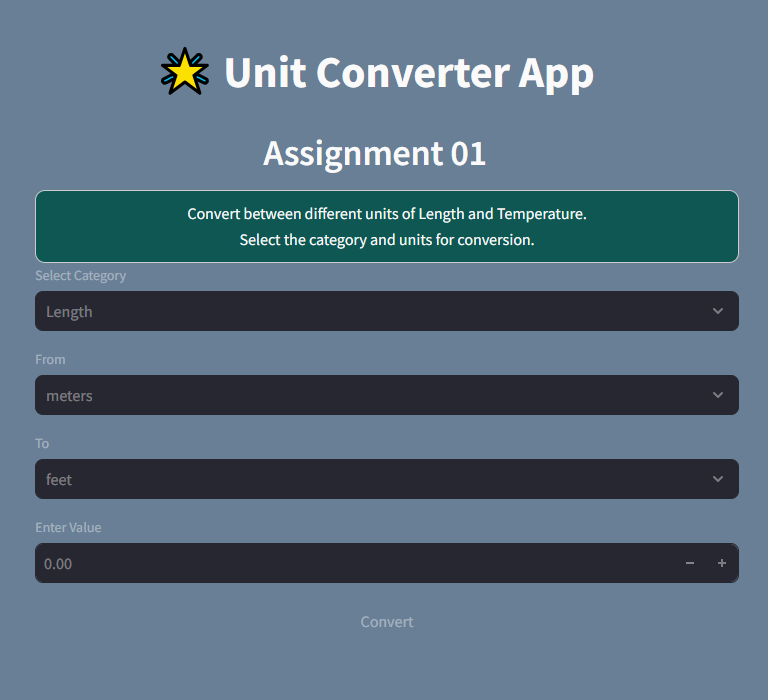 Unit Converter App
Assignment 01
Convert between different units of Length and Temperature.
Select the category and units for conversion.
Select Category
Length
From
meters
To
feet
Enter Value
0.00
Convert